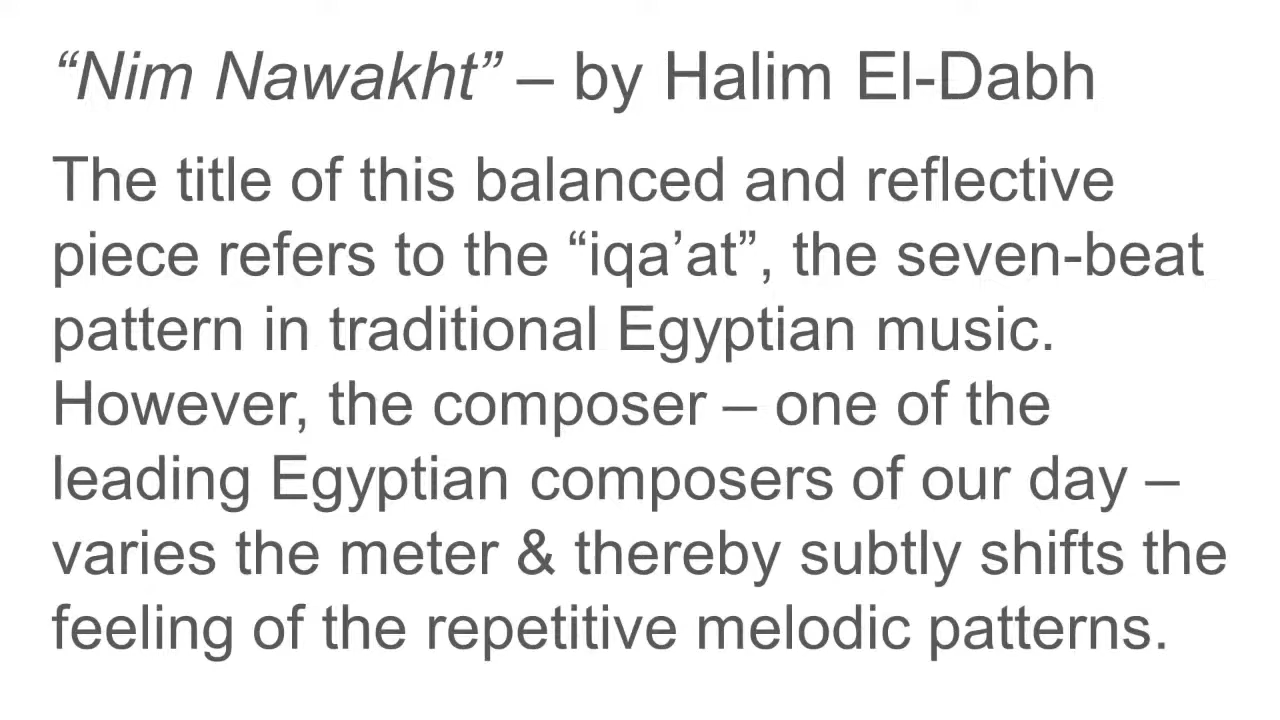 “Nim Nawakht” – by Halim El-Dabh
The title of this balanced and reflective
piece refers to the “iqa’at”, the seven-beat
pattern in traditional Egyptian music.
However, the composer – one of the
leading Egyptian composers of our day –
varies the meter & thereby subtly shifts the
feeling of the repetitive melodic patterns.